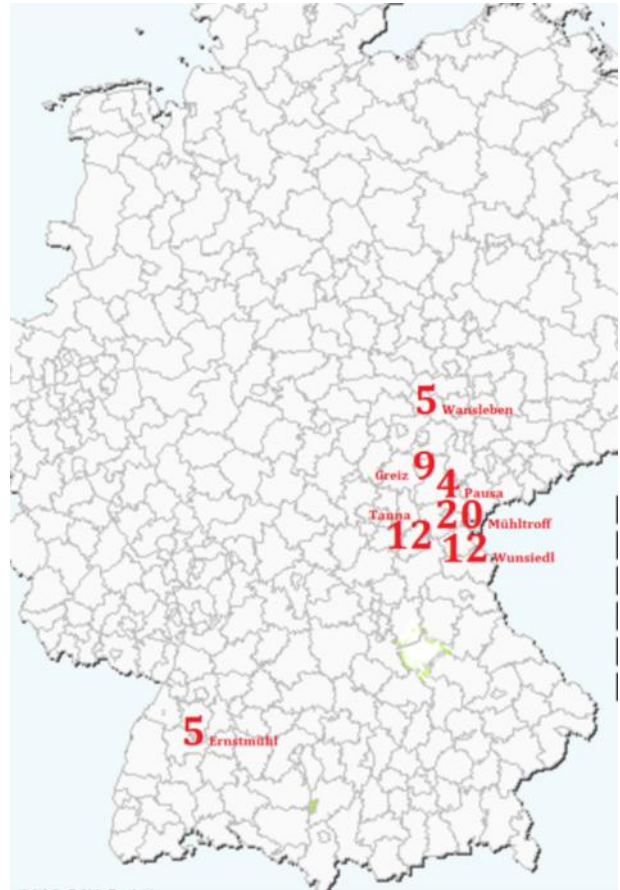 5 Wansleben
Greiz 9
4 Pausa
Tanna 20 Mühltroff
12 12 Wunsiedl
5 Ernstmühl